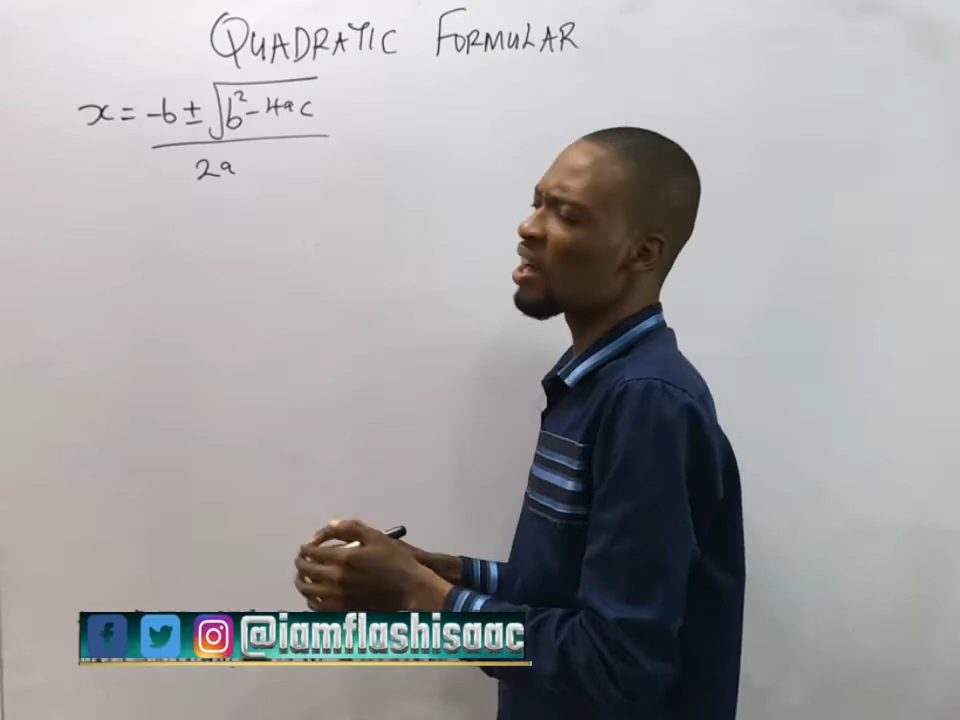 QUADRATIC FORMULAR
x = -b ± √b² - 4ac
2a
@iamflashisaac